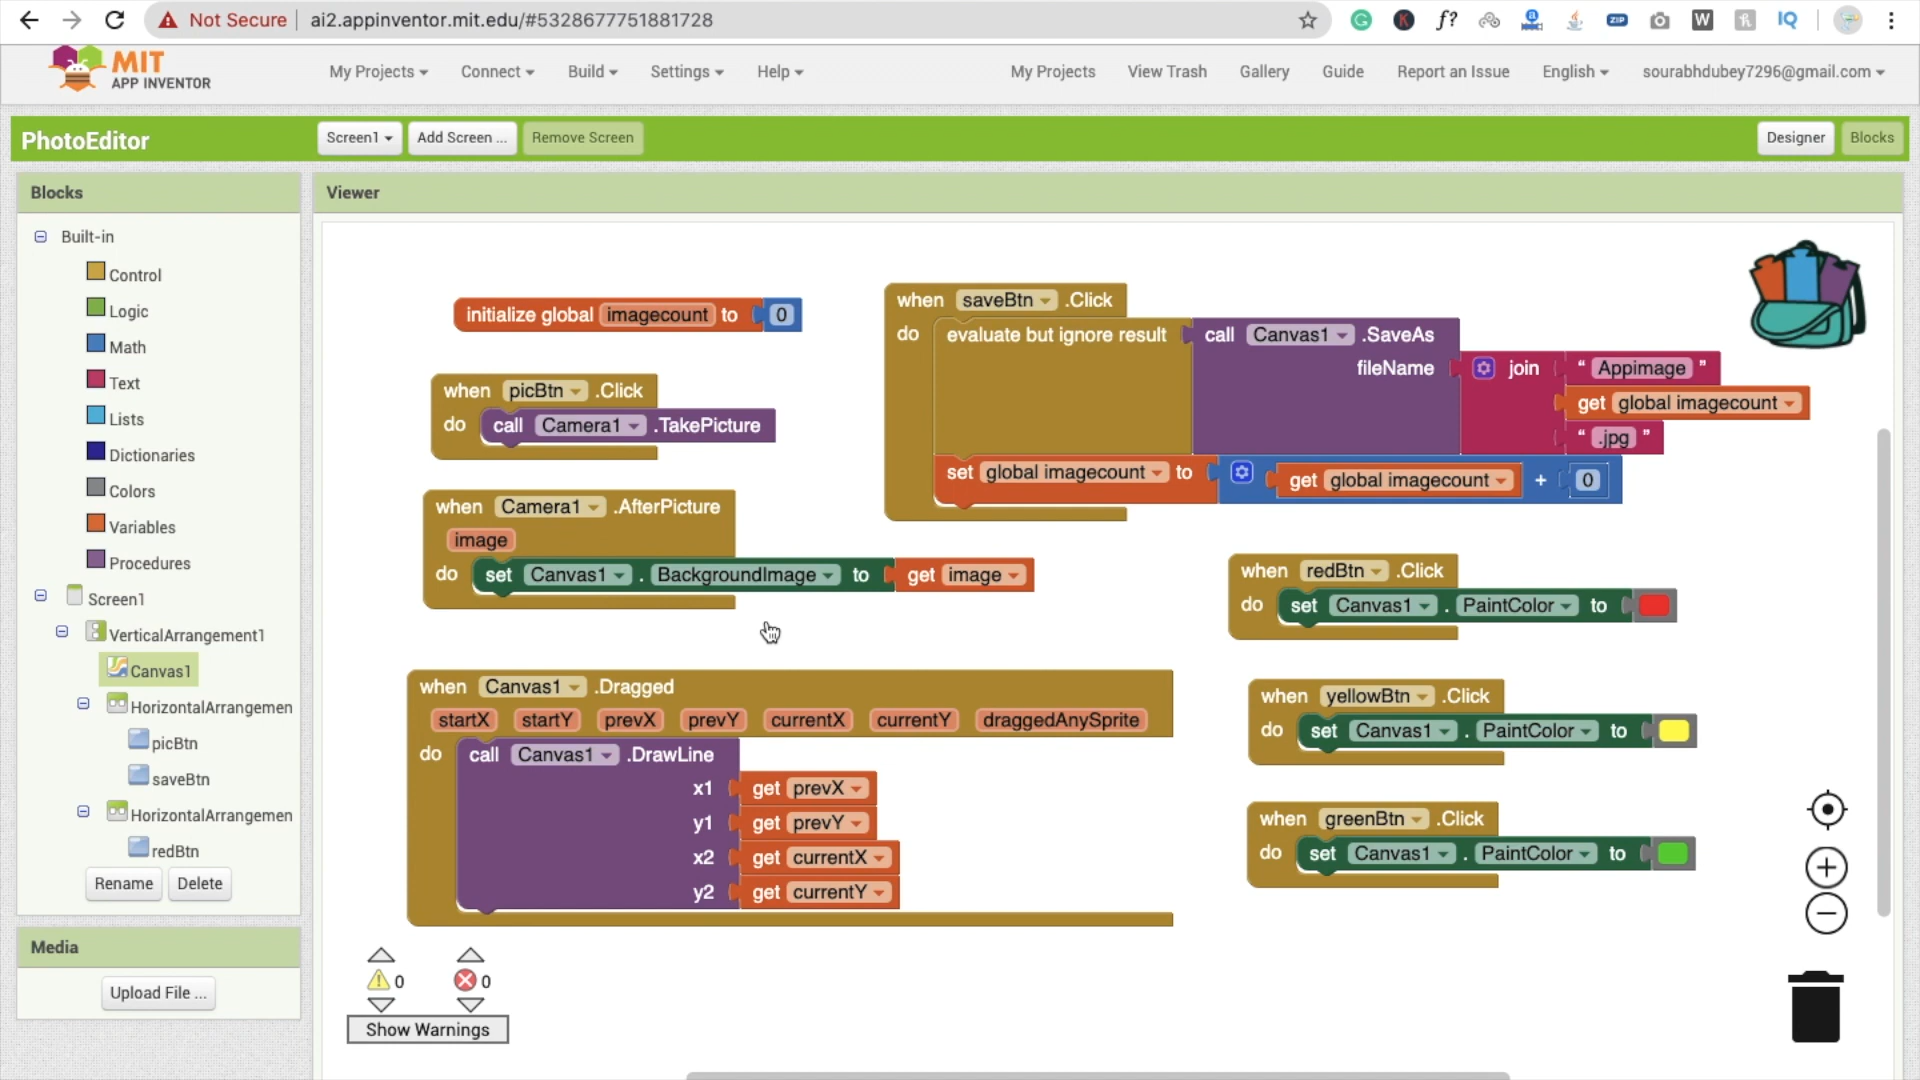 Not Secure | ai2.appinventor.mit.edu/#5328677751881728
MIT
APP INVENTOR
My Projects Connect Build Settings Help My Projects View Trash Gallery Guide Report an Issue English sourabhdubey7296@gmail.com
PhotoEditor Screen1 Add Screen ... Remove Screen Designer Blocks
Blocks
Built-in
Control
Logic
Math
Text
Lists
Dictionaries
Colors
Variables
Procedures
Screen1
VerticalArrangement1
Canvas1
HorizontalArrangemen
picBtn
saveBtn
HorizontalArrangemen
redBtn
Rename Delete
Media
Upload File ...
Viewer
initialize global imagecount to 0
when picBtn .Click
do call Camera1 .TakePicture
when Camera1 .AfterPicture
image
do set Canvas1 . BackgroundImage to get image
when Canvas1 .Dragged
startX startY prevX prevY currentX currentY draggedAnySprite
do call Canvas1 .DrawLine
x1 get prevX
y1 get prevY
x2 get currentX
y2 get currentY
when saveBtn .Click
do evaluate but ignore result call Canvas1 .SaveAs
fileName join “ Appimage ”
get global imagecount
“ .jpg ”
set global imagecount to get global imagecount + 0
when redBtn .Click
do set Canvas1 . PaintColor to
when yellowBtn .Click
do set Canvas1 . PaintColor to
when greenBtn .Click
do set Canvas1 . PaintColor to
0 0
Show Warnings